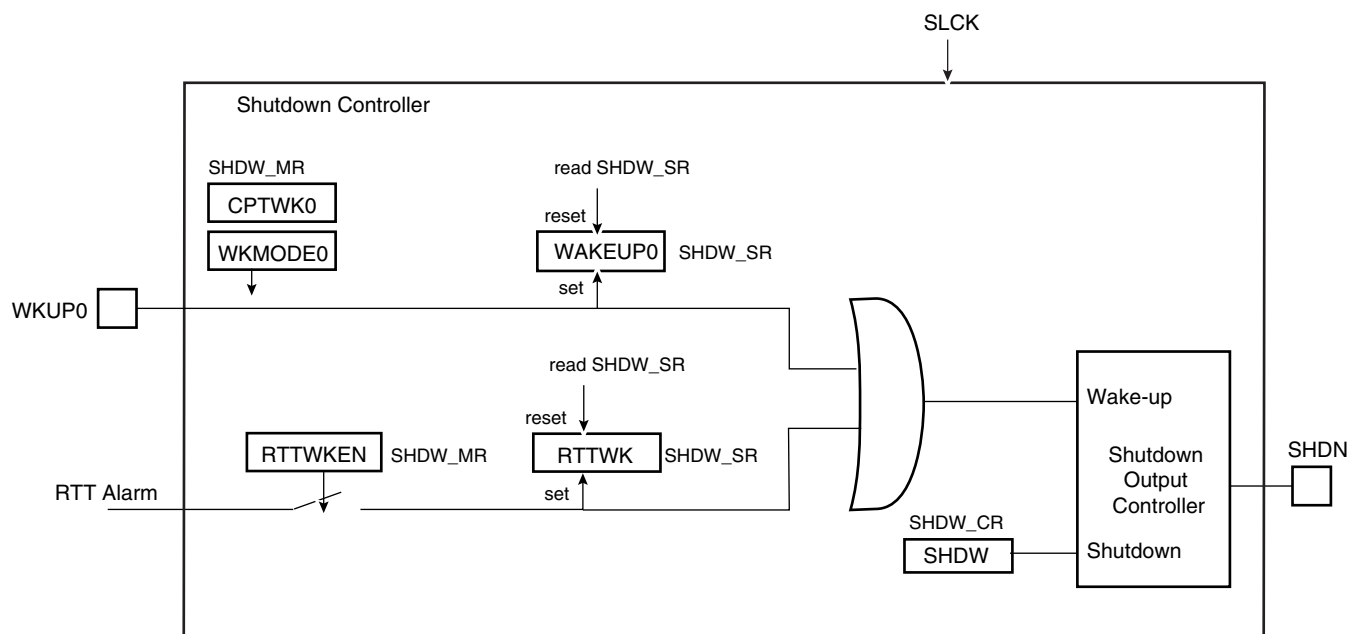 SLCK
Shutdown Controller
SHDW_MR
CPTWK0
WKMODE0
read SHDW_SR
reset
WAKEUP0
SHDW_SR
set
WKUP0
read SHDW_SR
reset
RTTWKEN
SHDW_MR
RTTWK
SHDW_SR
set
RTT Alarm
Wake-up
Shutdown
Output
Controller
SHDN
SHDW_CR
SHDW
Shutdown